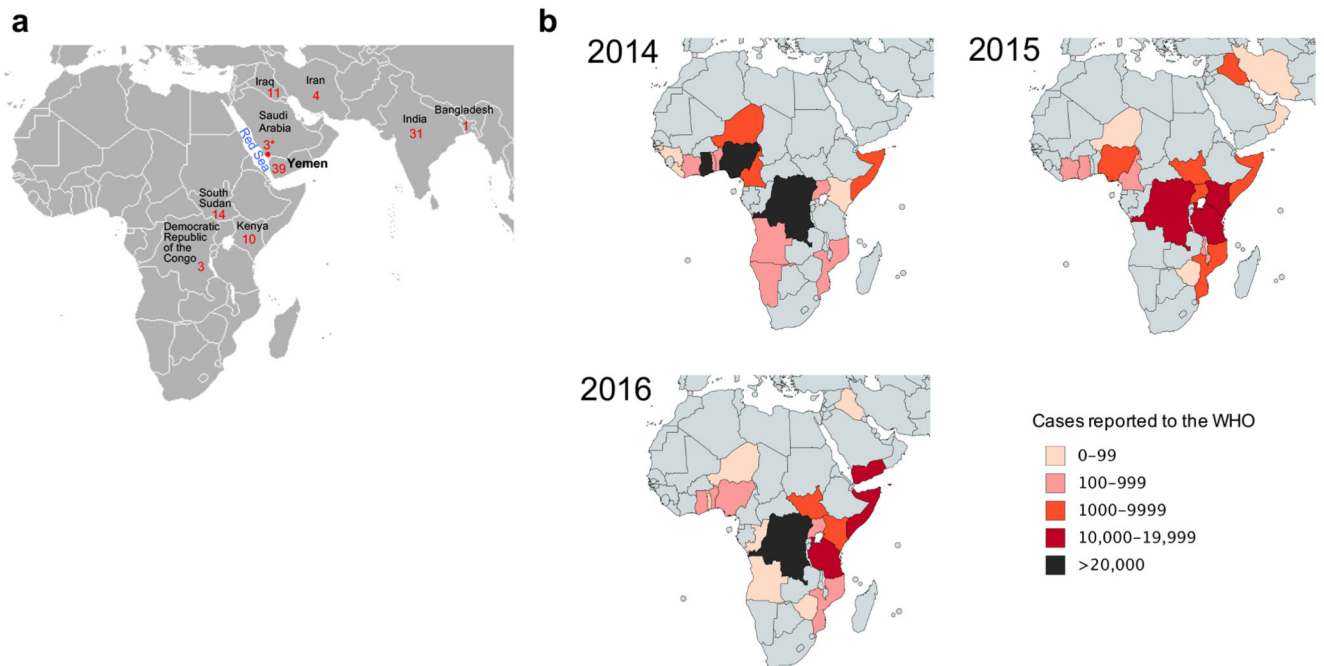 a
Iraq
11
Iran
4
Saudi
Arabia
3*
Red Sea
39 Yemen
India
31
Bangladesh
1
South
Sudan
14
Democratic
Republic
of the
Congo
3
Kenya
10
b
2014
2015
2016
Cases reported to the WHO
0–99
100–999
1000–9999
10,000–19,999
>20,000